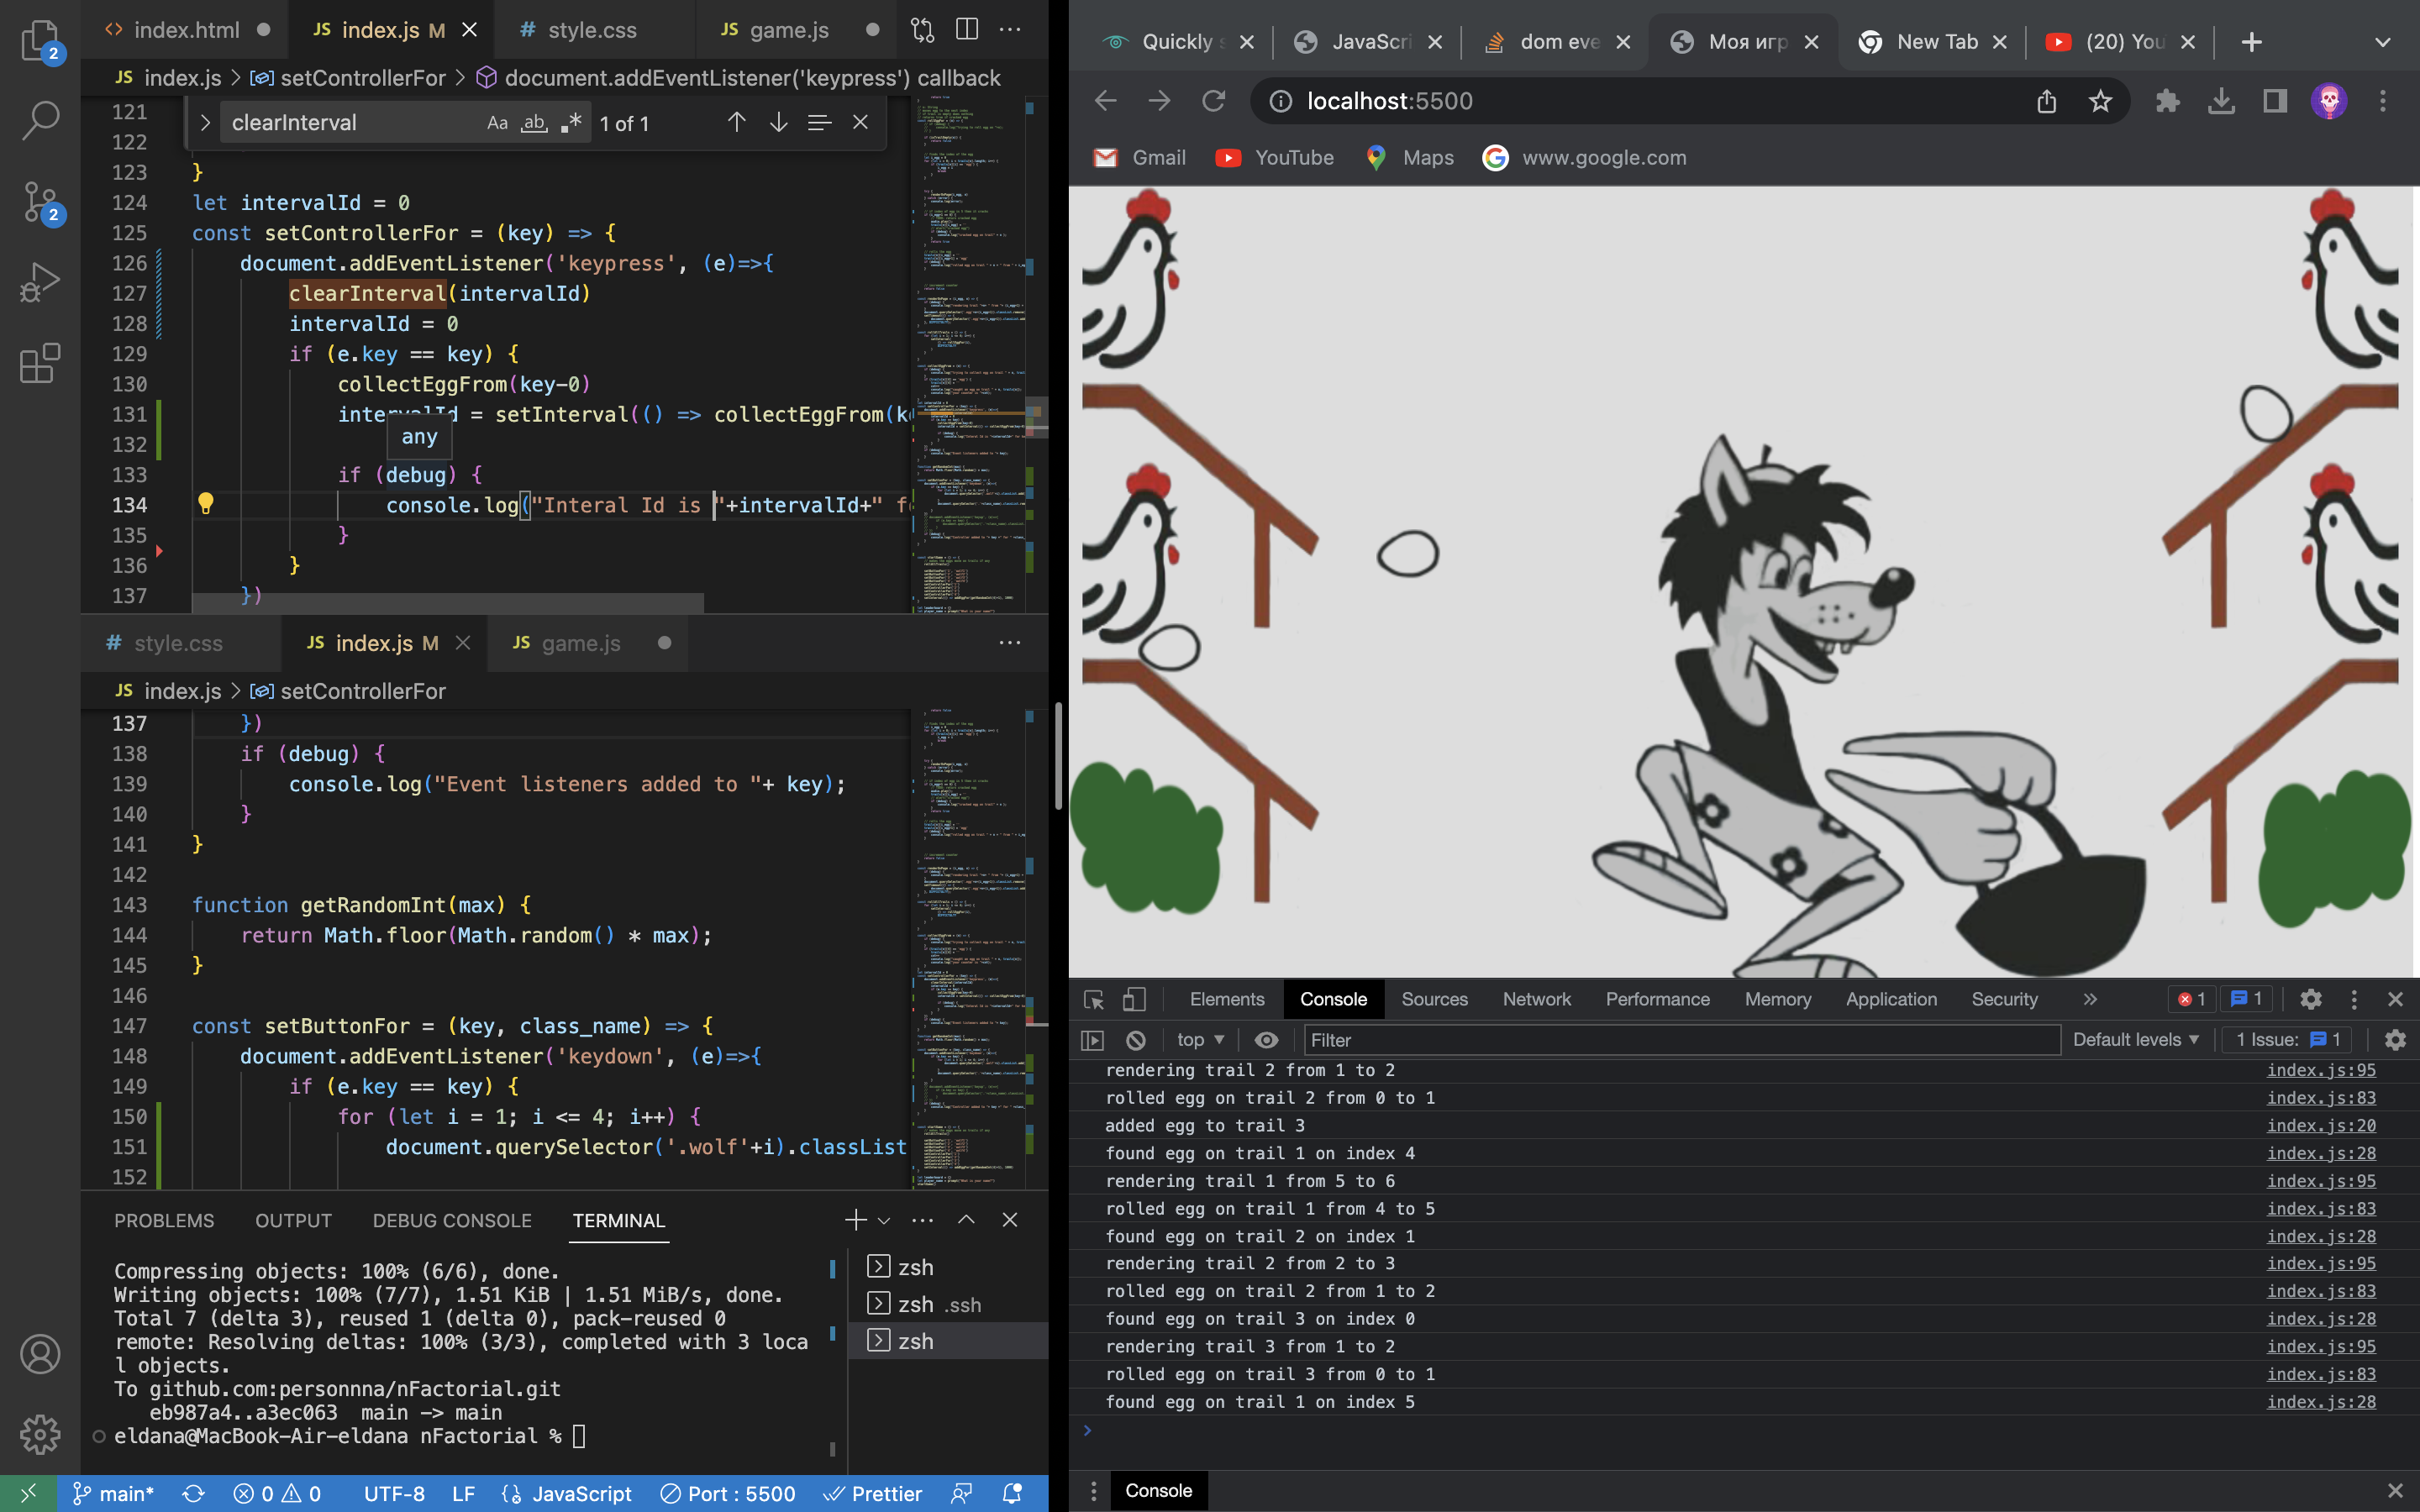 index.html
JS index.js M
# style.css
JS game.js
JS index.js > setControllerFor > document.addEventListener('keypress') callback
clearInterval
Aa ab 1 of 1
121
122
123 }
124 let intervalId = 0
125 const setControllerFor = (key) => {
126 document.addEventListener('keypress', (e)=>{
127 clearInterval(intervalId)
128 intervalId = 0
129 if (e.key == key) {
130 collectEggFrom(key-0)
131 intervalId = setInterval(() => collectEggFrom(k
132
any
133 if (debug) {
134 console.log("Interal Id is "+intervalId+" f
135 }
136 }
137 })
# style.css
JS index.js M
JS game.js
JS index.js > setControllerFor
137 })
138 if (debug) {
139 console.log("Event listeners added to "+ key);
140 }
141 }
142
143 function getRandomInt(max) {
144 return Math.floor(Math.random() * max);
145 }
146
147 const setButtonFor = (key, class_name) => {
148 document.addEventListener('keydown', (e)=>{
149 if (e.key == key) {
150 for (let i = 1; i <= 4; i++) {
151 document.querySelector('.wolf'+i).classList
152
PROBLEMS OUTPUT DEBUG CONSOLE TERMINAL
Compressing objects: 100% (6/6), done.
Writing objects: 100% (7/7), 1.51 KiB | 1.51 MiB/s, done.
Total 7 (delta 3), reused 1 (delta 0), pack-reused 0
remote: Resolving deltas: 100% (3/3), completed with 3 loca
l objects.
To github.com:personnna/nFactorial.git
eb987a4..a3ec063 main -> main
eldana@MacBook-Air-eldana nFactorial %
zsh
zsh .ssh
zsh
2
2
main* 0 0 UTF-8 LF JavaScript Port : 5500 Prettier
Quickly s
JavaScri
dom eve
Моя игр
New Tab
(20) You
localhost:5500
Gmail YouTube Maps www.google.com
Elements Console Sources Network Performance Memory Application Security 1 1
top Filter Default levels 1 Issue: 1
rendering trail 2 from 1 to 2 index.js:95
rolled egg on trail 2 from 0 to 1 index.js:83
added egg to trail 3 index.js:20
found egg on trail 1 on index 4 index.js:28
rendering trail 1 from 5 to 6 index.js:95
rolled egg on trail 1 from 4 to 5 index.js:83
found egg on trail 2 on index 1 index.js:28
rendering trail 2 from 2 to 3 index.js:95
rolled egg on trail 2 from 1 to 2 index.js:83
found egg on trail 3 on index 0 index.js:28
rendering trail 3 from 1 to 2 index.js:95
rolled egg on trail 3 from 0 to 1 index.js:83
found egg on trail 1 on index 5 index.js:28
Console